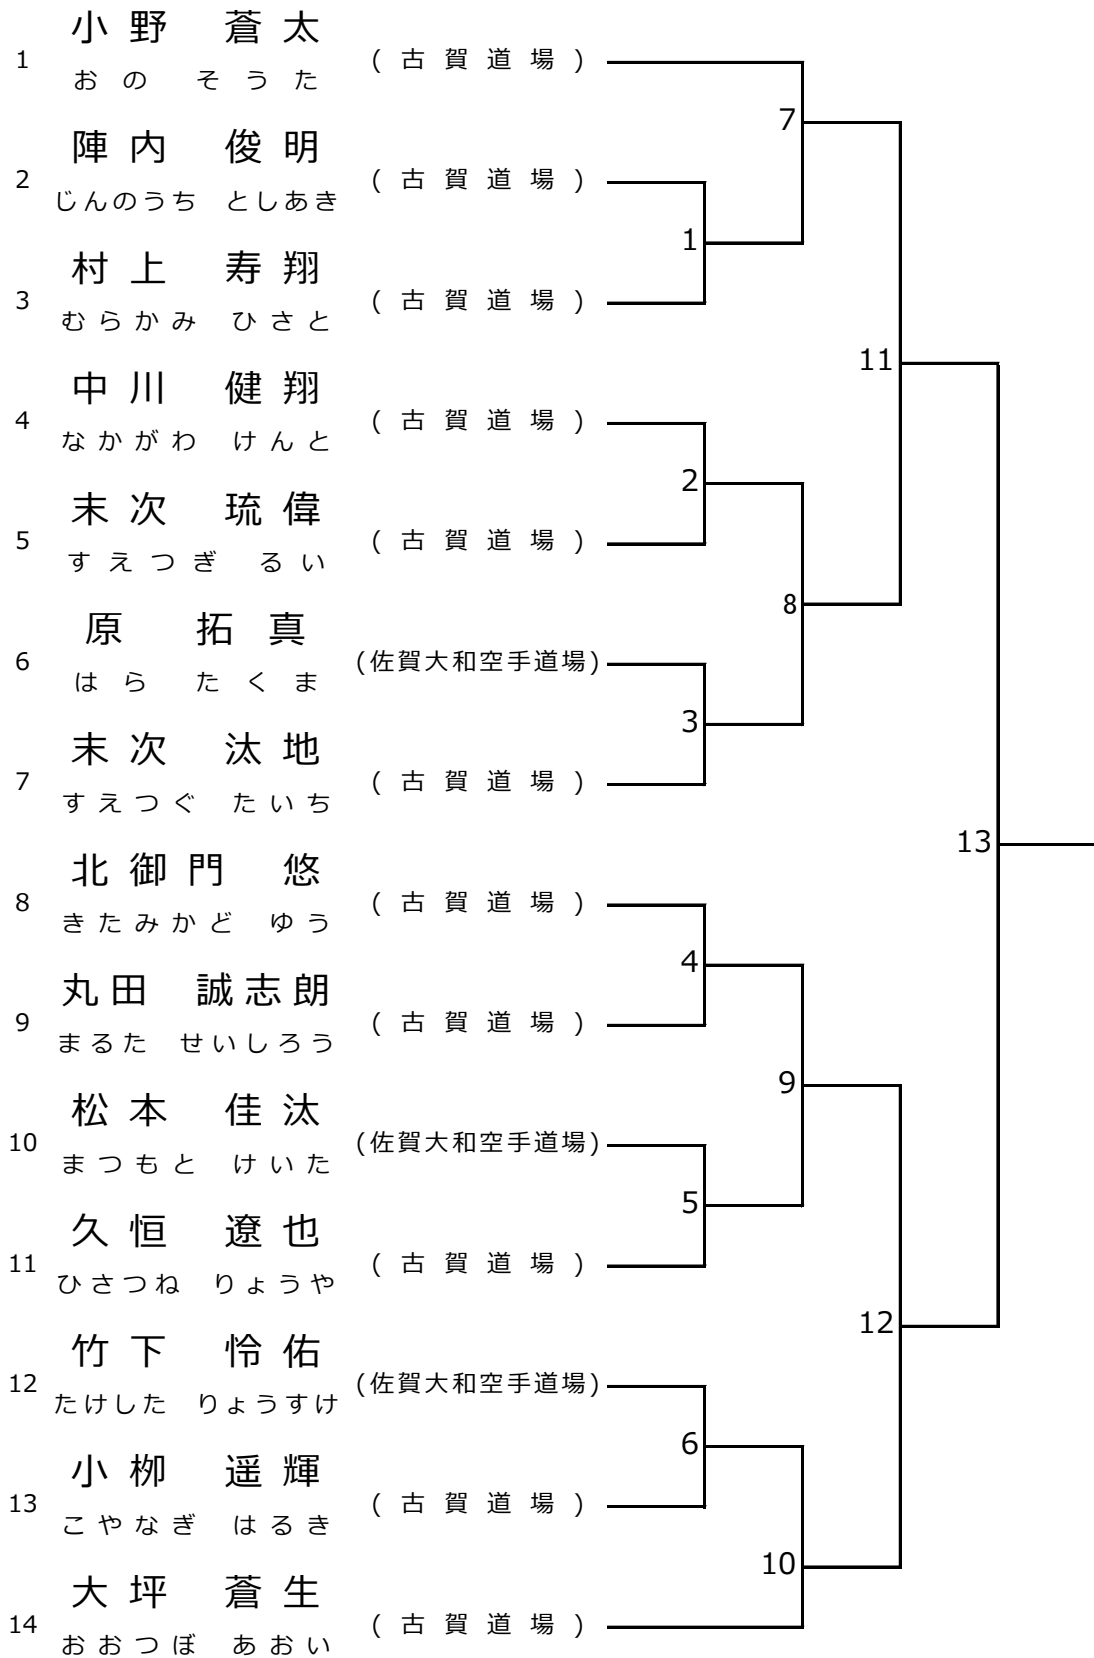 小野 蒼太
1 (古賀道場)
おの そうた
7
陣内 俊明
2 (古賀道場)
じんのうち としあき
1
村上 寿翔
3 (古賀道場)
むらかみ ひさと
11
中川 健翔
4 (古賀道場)
なかがわ けんと
2
末次 琉偉
5 (古賀道場)
すえつぎ るい
8
原 拓真
6 (佐賀大和空手道場)
はら たくま
3
末次 汰地
7 (古賀道場)
すえつぐ たいち
13
北御門 悠
8 (古賀道場)
きたみかど ゆう
4
丸田 誠志朗
9 (古賀道場)
まるた せいしろう
9
松本 佳汰
10 (佐賀大和空手道場)
まつもと けいた
5
久恒 遼也
11 (古賀道場)
ひさつね りょうや
12
竹下 怜佑
12 (佐賀大和空手道場)
たけした りょうすけ
6
小栁 遥輝
13 (古賀道場)
こやなぎ はるき
10
大坪 蒼生
14 (古賀道場)
おおつぼ あおい